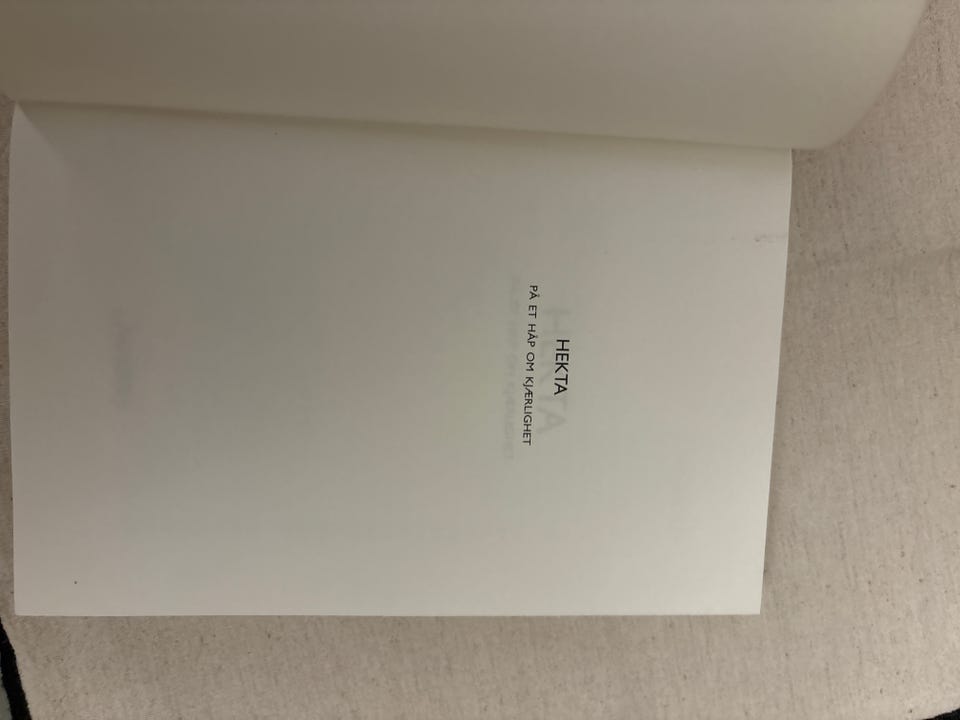 HEKTA
PÅ ET HÅP OM KJÆRLIGHET